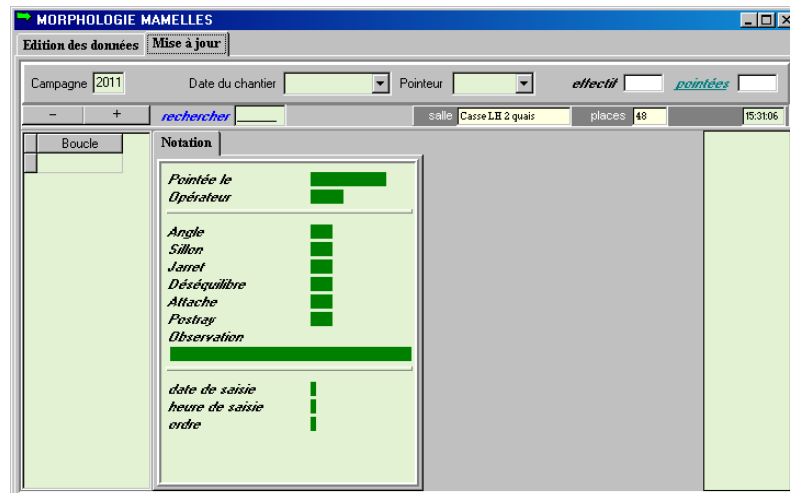 MORPHOLOGIE MAMELLES
Edition des données Mise à jour
Campagne 2011 Date du chantier Pointeur effectif pointées
- + rechercher salle Casse LH 2 quais places 48 15:31:06
Boucle Notation
Pointée le
Opérateur
Angle
Sillon
Jarret
Déséquilibre
Attache
Postray
Observation
date de saisie
heure de saisie
ordre